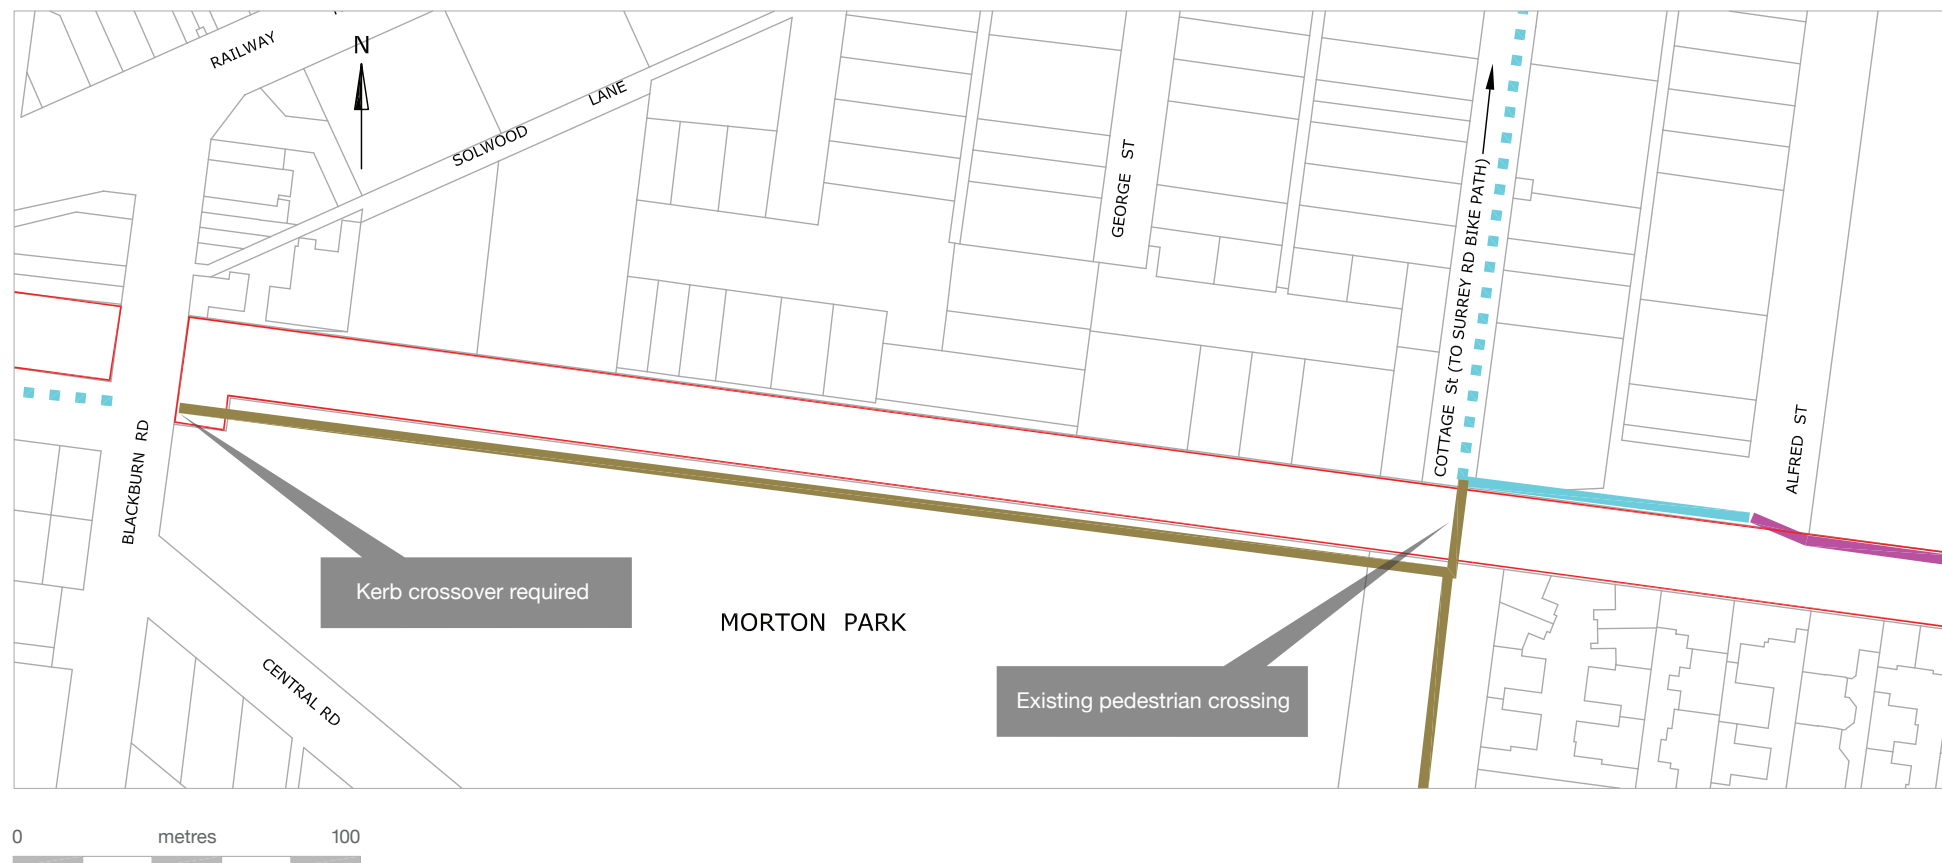 RAILWAY
N
SOLWOOD LANE
GEORGE ST
COTTAGE St (TO SURREY RD BIKE PATH)
ALFRED ST
BLACKBURN RD
Kerb crossover required
MORTON PARK
CENTRAL RD
Existing pedestrian crossing
0 metres 100